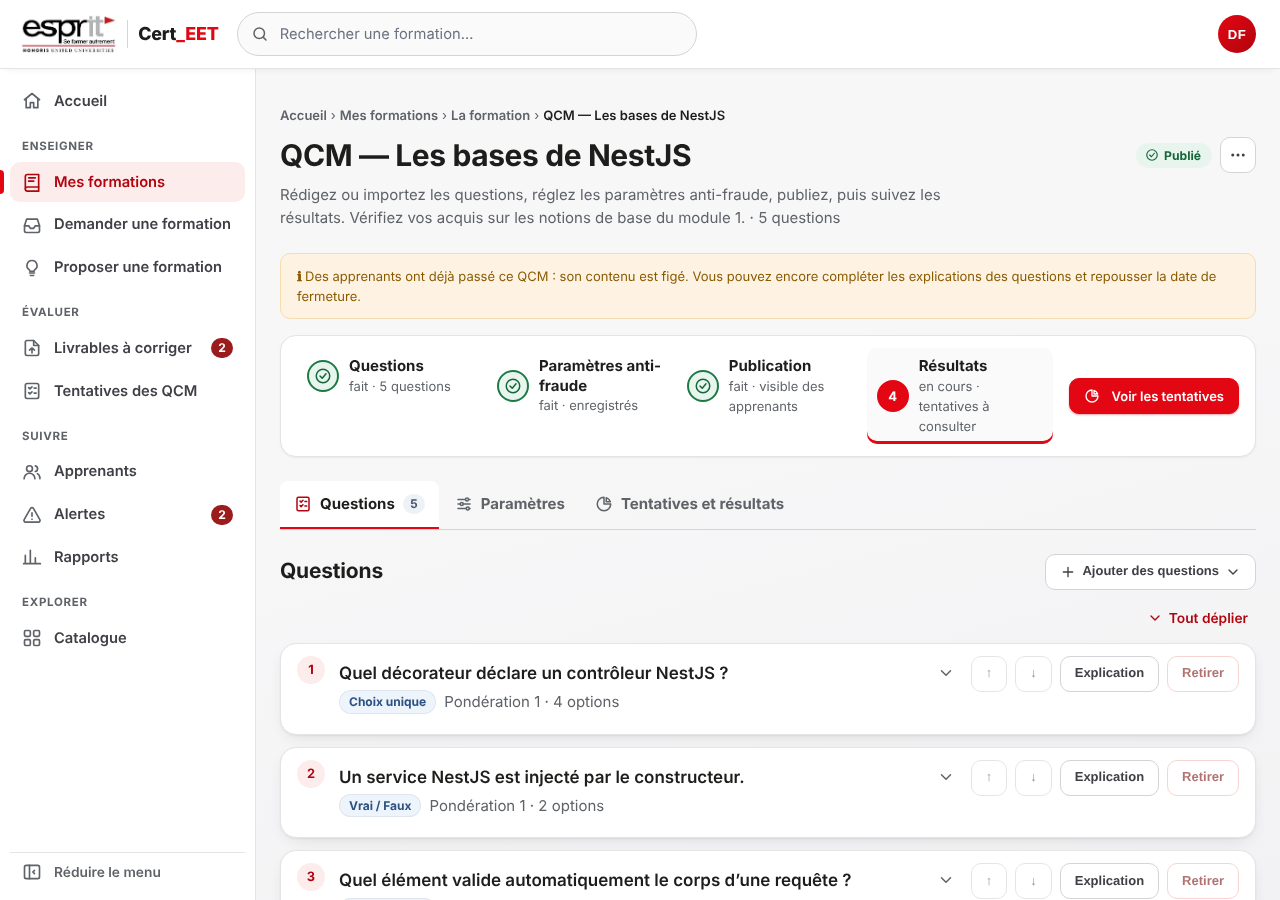 esprit
Se former autrement
HONORIS UNITED UNIVERSITIES
Cert_EET
Rechercher une formation...
DF
Accueil
ENSEIGNER
Mes formations
Demander une formation
Proposer une formation
ÉVALUER
Livrables à corriger 2
Tentatives des QCM
SUIVRE
Apprenants
Alertes 2
Rapports
EXPLORER
Catalogue
Réduire le menu
Accueil › Mes formations › La formation › QCM — Les bases de NestJS
QCM — Les bases de NestJS
Publié
Rédigez ou importez les questions, réglez les paramètres anti-fraude, publiez, puis suivez les
résultats. Vérifiez vos acquis sur les notions de base du module 1. · 5 questions
ℹ Des apprenants ont déjà passé ce QCM : son contenu est figé. Vous pouvez encore compléter les explications des questions et repousser la date de
fermeture.
Questions
fait · 5 questions
Paramètres anti-
fraude
fait · enregistrés
Publication
fait · visible des
apprenants
4
Résultats
en cours ·
tentatives à
consulter
Voir les tentatives
Questions 5
Paramètres
Tentatives et résultats
Questions
Ajouter des questions
Tout déplier
1 Quel décorateur déclare un contrôleur NestJS ? ↑ ↓ Explication Retirer
Choix unique Pondération 1 · 4 options
2 Un service NestJS est injecté par le constructeur. ↑ ↓ Explication Retirer
Vrai / Faux Pondération 1 · 2 options
3 Quel élément valide automatiquement le corps d’une requête ? ↑ ↓ Explication Retirer